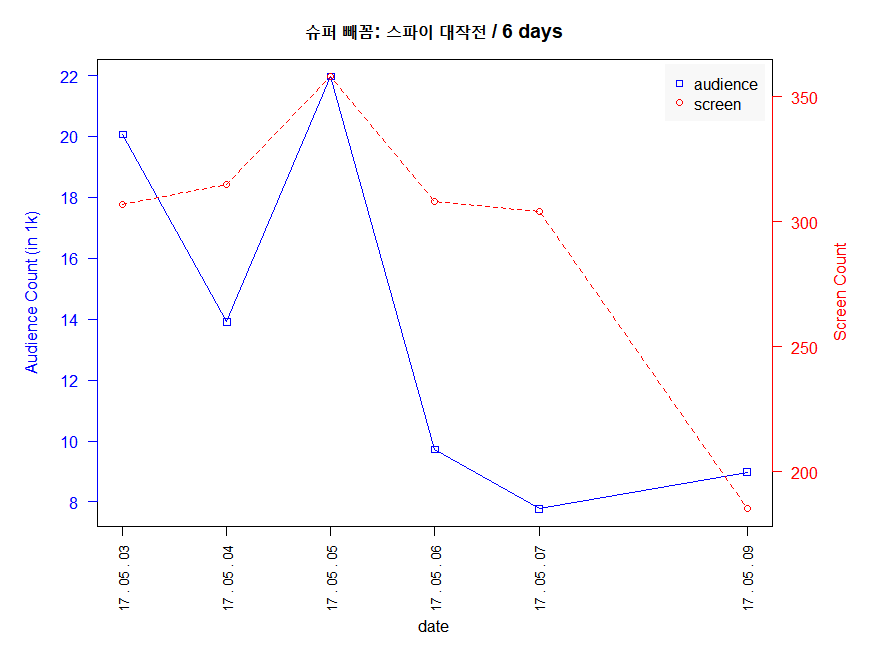 슈퍼 빼꼼: 스파이 대작전 / 6 days
audience
screen
Audience Count (in 1k)
22
20
18
16
14
12
10
8
350
300
250
200
Screen Count
17 . 05 . 03
17 . 05 . 04
17 . 05 . 05
17 . 05 . 06
17 . 05 . 07
17 . 05 . 09
date